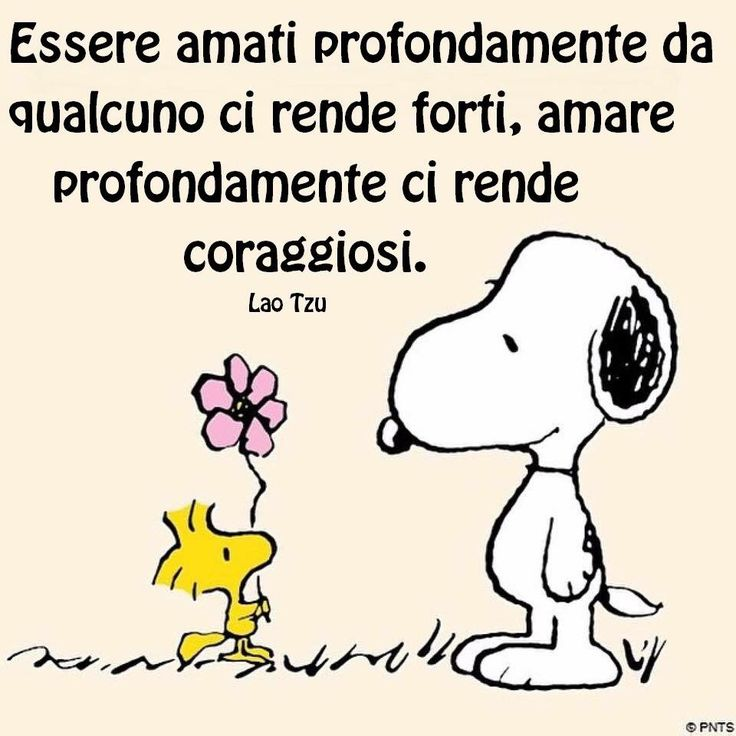 Essere amati profondamente da
qualcuno ci rende forti, amare
profondamente ci rende
coraggiosi.
Lao Tzu
© PNTS